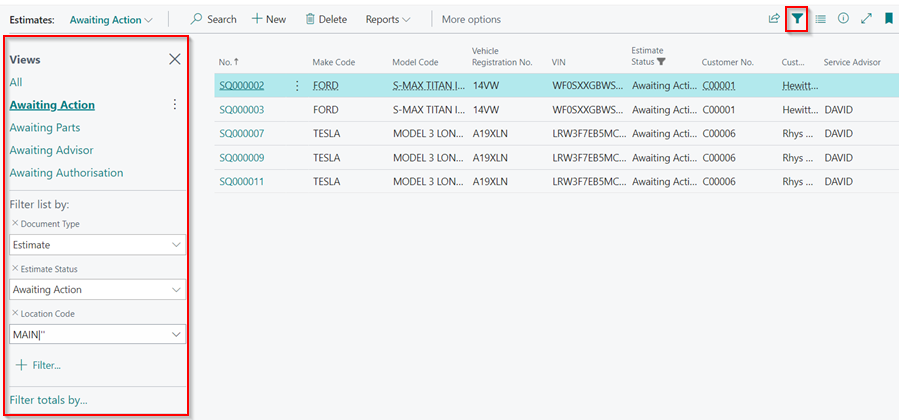 Estimates: Awaiting Action Search New Delete Reports More options
Views
All
Awaiting Action
Awaiting Parts
Awaiting Advisor
Awaiting Authorisation
Filter list by:
× Document Type
Estimate
× Estimate Status
Awaiting Action
× Location Code
MAIN|''
+ Filter...
Filter totals by...
No. ↑ Make Code Model Code Vehicle Registration No. VIN Estimate Status Customer No. Cust... Service Advisor
SQ000002 FORD S-MAX TITAN I... 14VW WF0SXXGBWS... Awaiting Acti... C00001 Hewitt...
SQ000003 FORD S-MAX TITAN I... 14VW WF0SXXGBWS... Awaiting Acti... C00001 Hewitt... DAVID
SQ000007 TESLA MODEL 3 LON... A19XLN LRW3F7EB5MC... Awaiting Acti... C00006 Rhys ... DAVID
SQ000009 TESLA MODEL 3 LON... A19XLN LRW3F7EB5MC... Awaiting Acti... C00006 Rhys ... DAVID
SQ000011 TESLA MODEL 3 LON... A19XLN LRW3F7EB5MC... Awaiting Acti... C00006 Rhys ... DAVID